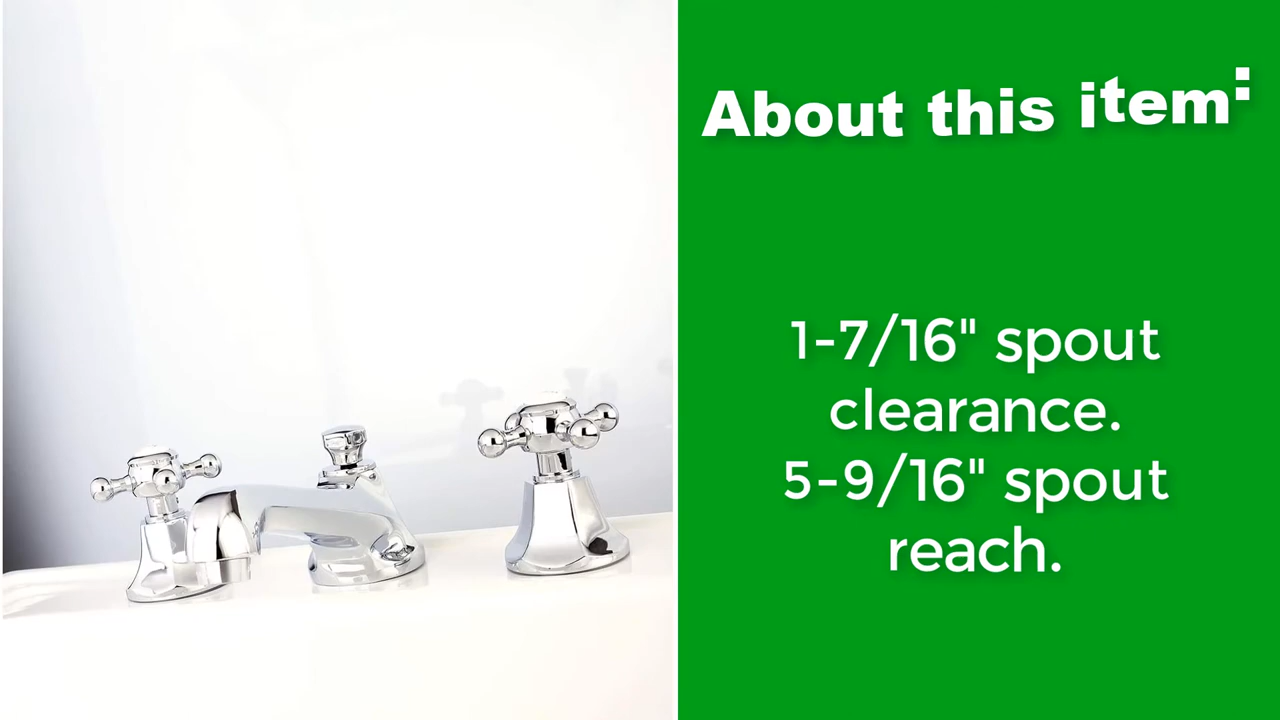 About this item:
1-7/16" spout
clearance.
5-9/16" spout
reach.